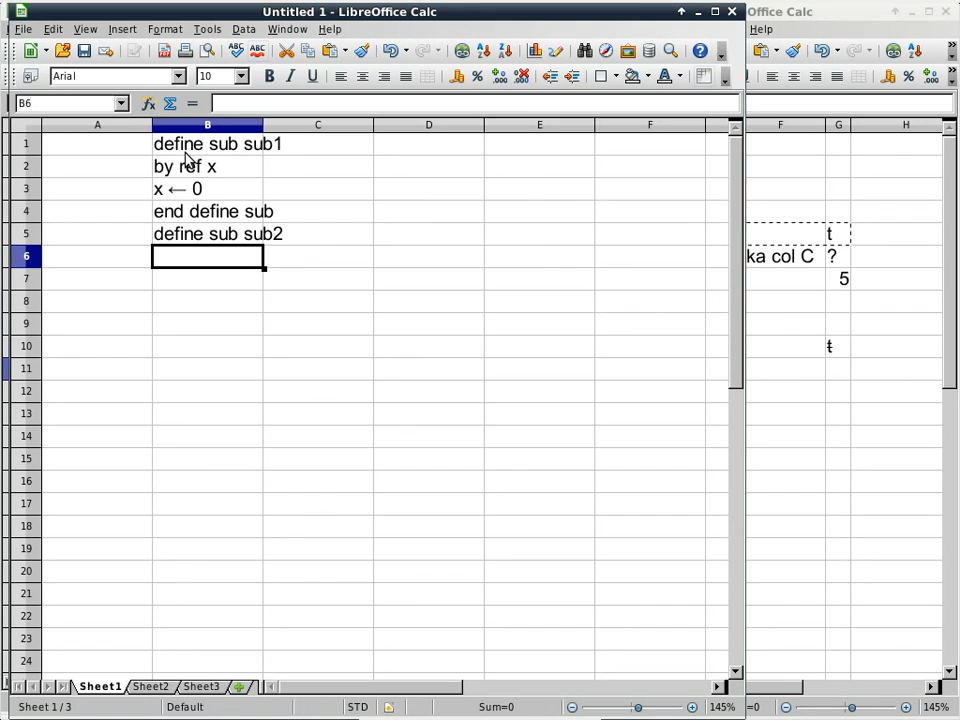 Untitled 1 - LibreOffice Calc
Office Calc
File Edit View Insert Format Tools Data Window Help
Help
Arial 10
B6
A B C D E F
F G H
1 define sub sub1
2 by ref x
3 x ← 0
4 end define sub
5 define sub sub2
t
6
ka col C ?
7
5
8
9
10
t
11
12
13
14
15
16
17
18
19
20
21
22
23
24
Sheet1 Sheet2 Sheet3
Sheet 1 / 3 Default STD Sum=0 145%
=0 145%